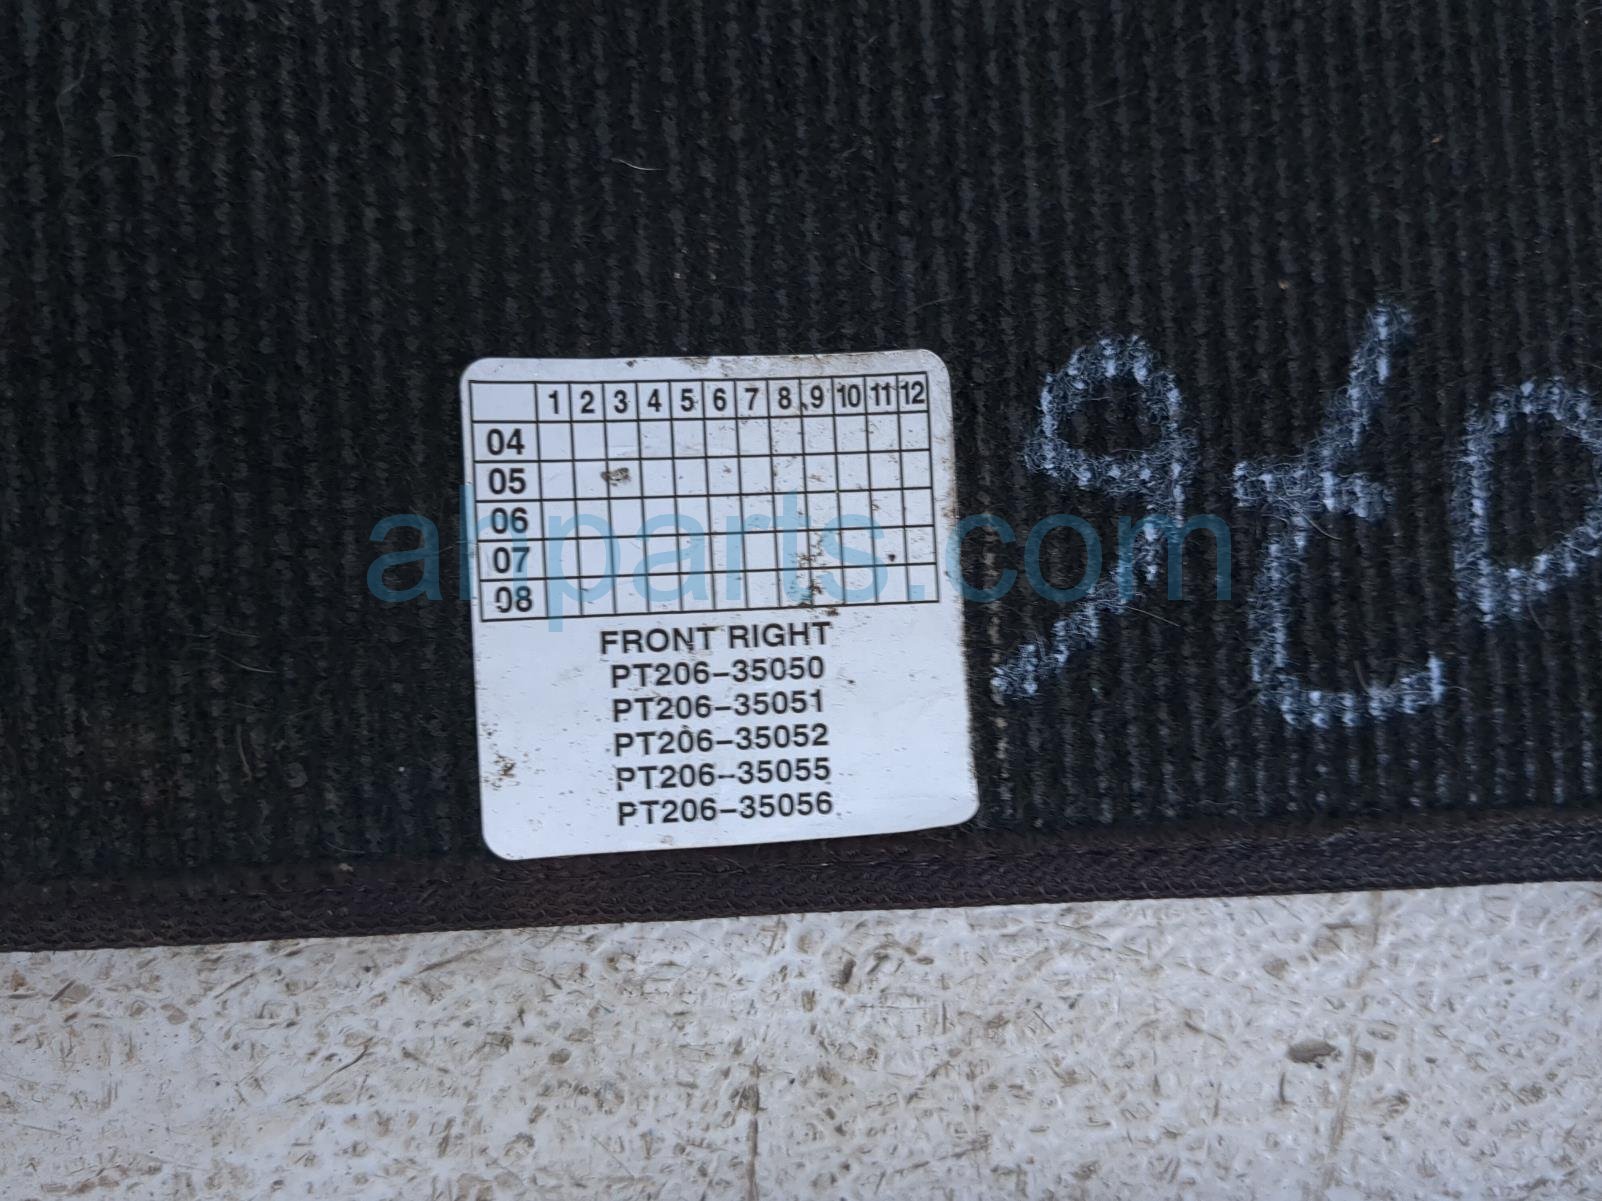 1 2 3 4 5 6 7 8 9 10 11 12
04
05
06
07
08
ahparts.com
FRONT RIGHT
PT206-35050
PT206-35051
PT206-35052
PT206-35055
PT206-35056